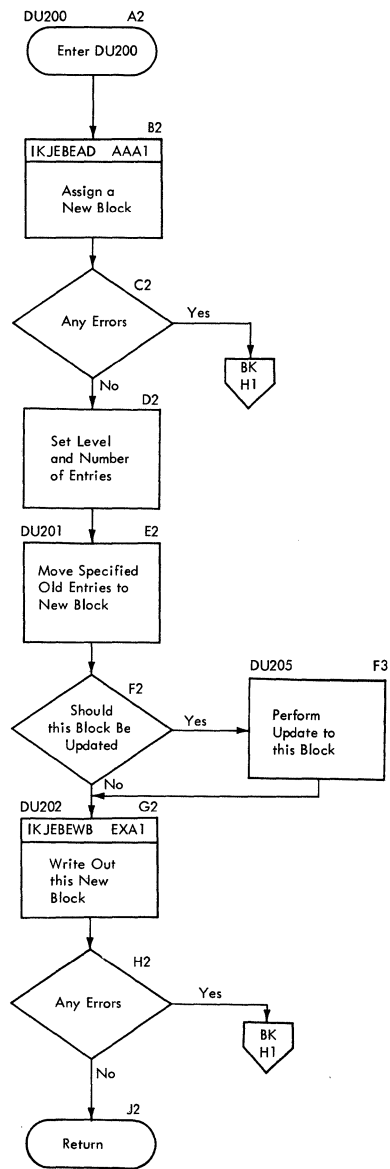 DU200 A2
Enter DU200
B2
IKJEBEAD AAA1
Assign a
New Block
C2
Any Errors
Yes
BK
H1
No
D2
Set Level
and Number
of Entries
DU201 E2
Move Specified
Old Entries to
New Block
F2
Should
this Block Be
Updated
Yes
DU205 F3
Perform
Update to
this Block
No
DU202 G2
IKJEBEWB EXA1
Write Out
this New
Block
H2
Any Errors
Yes
BK
H1
No
J2
Return